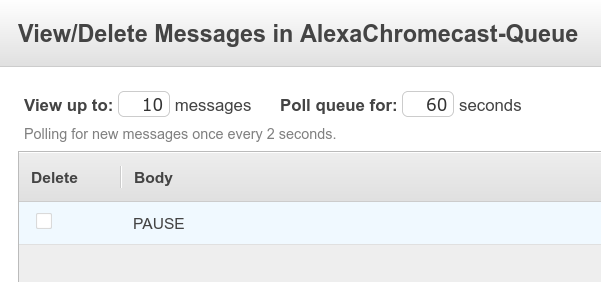 View/Delete Messages in AlexaChromecast-Queue
View up to: 10 messages Poll queue for: 60 seconds
Polling for new messages once every 2 seconds.
Delete Body
PAUSE